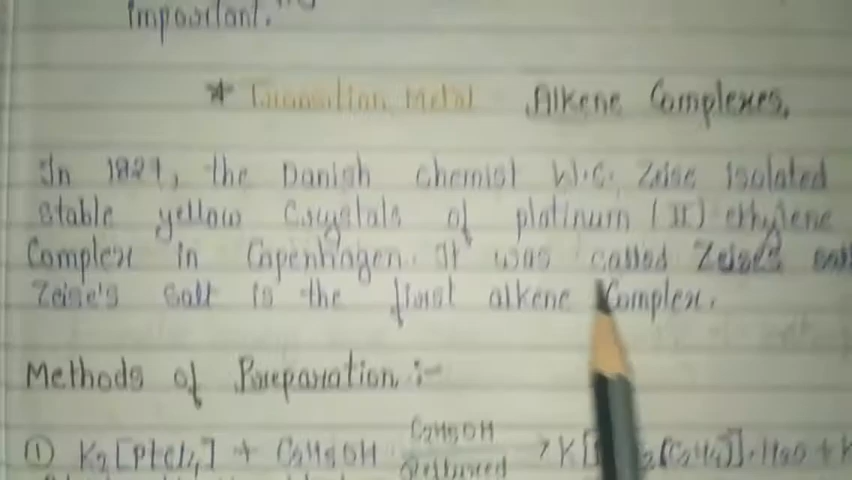 important.
* Transition Metal Alkene Complexes.
In 1827, the Danish chemist W.C. Zeise isolated
stable yellow Crystals of platinum (II) ethylene
Complex in Copenhagen. It was called Zeise's salt
Zeise's salt is the first alkene Complex.
Methods of Preparation :-
① K2[PtCl4] + C2H5OH C2H5OH